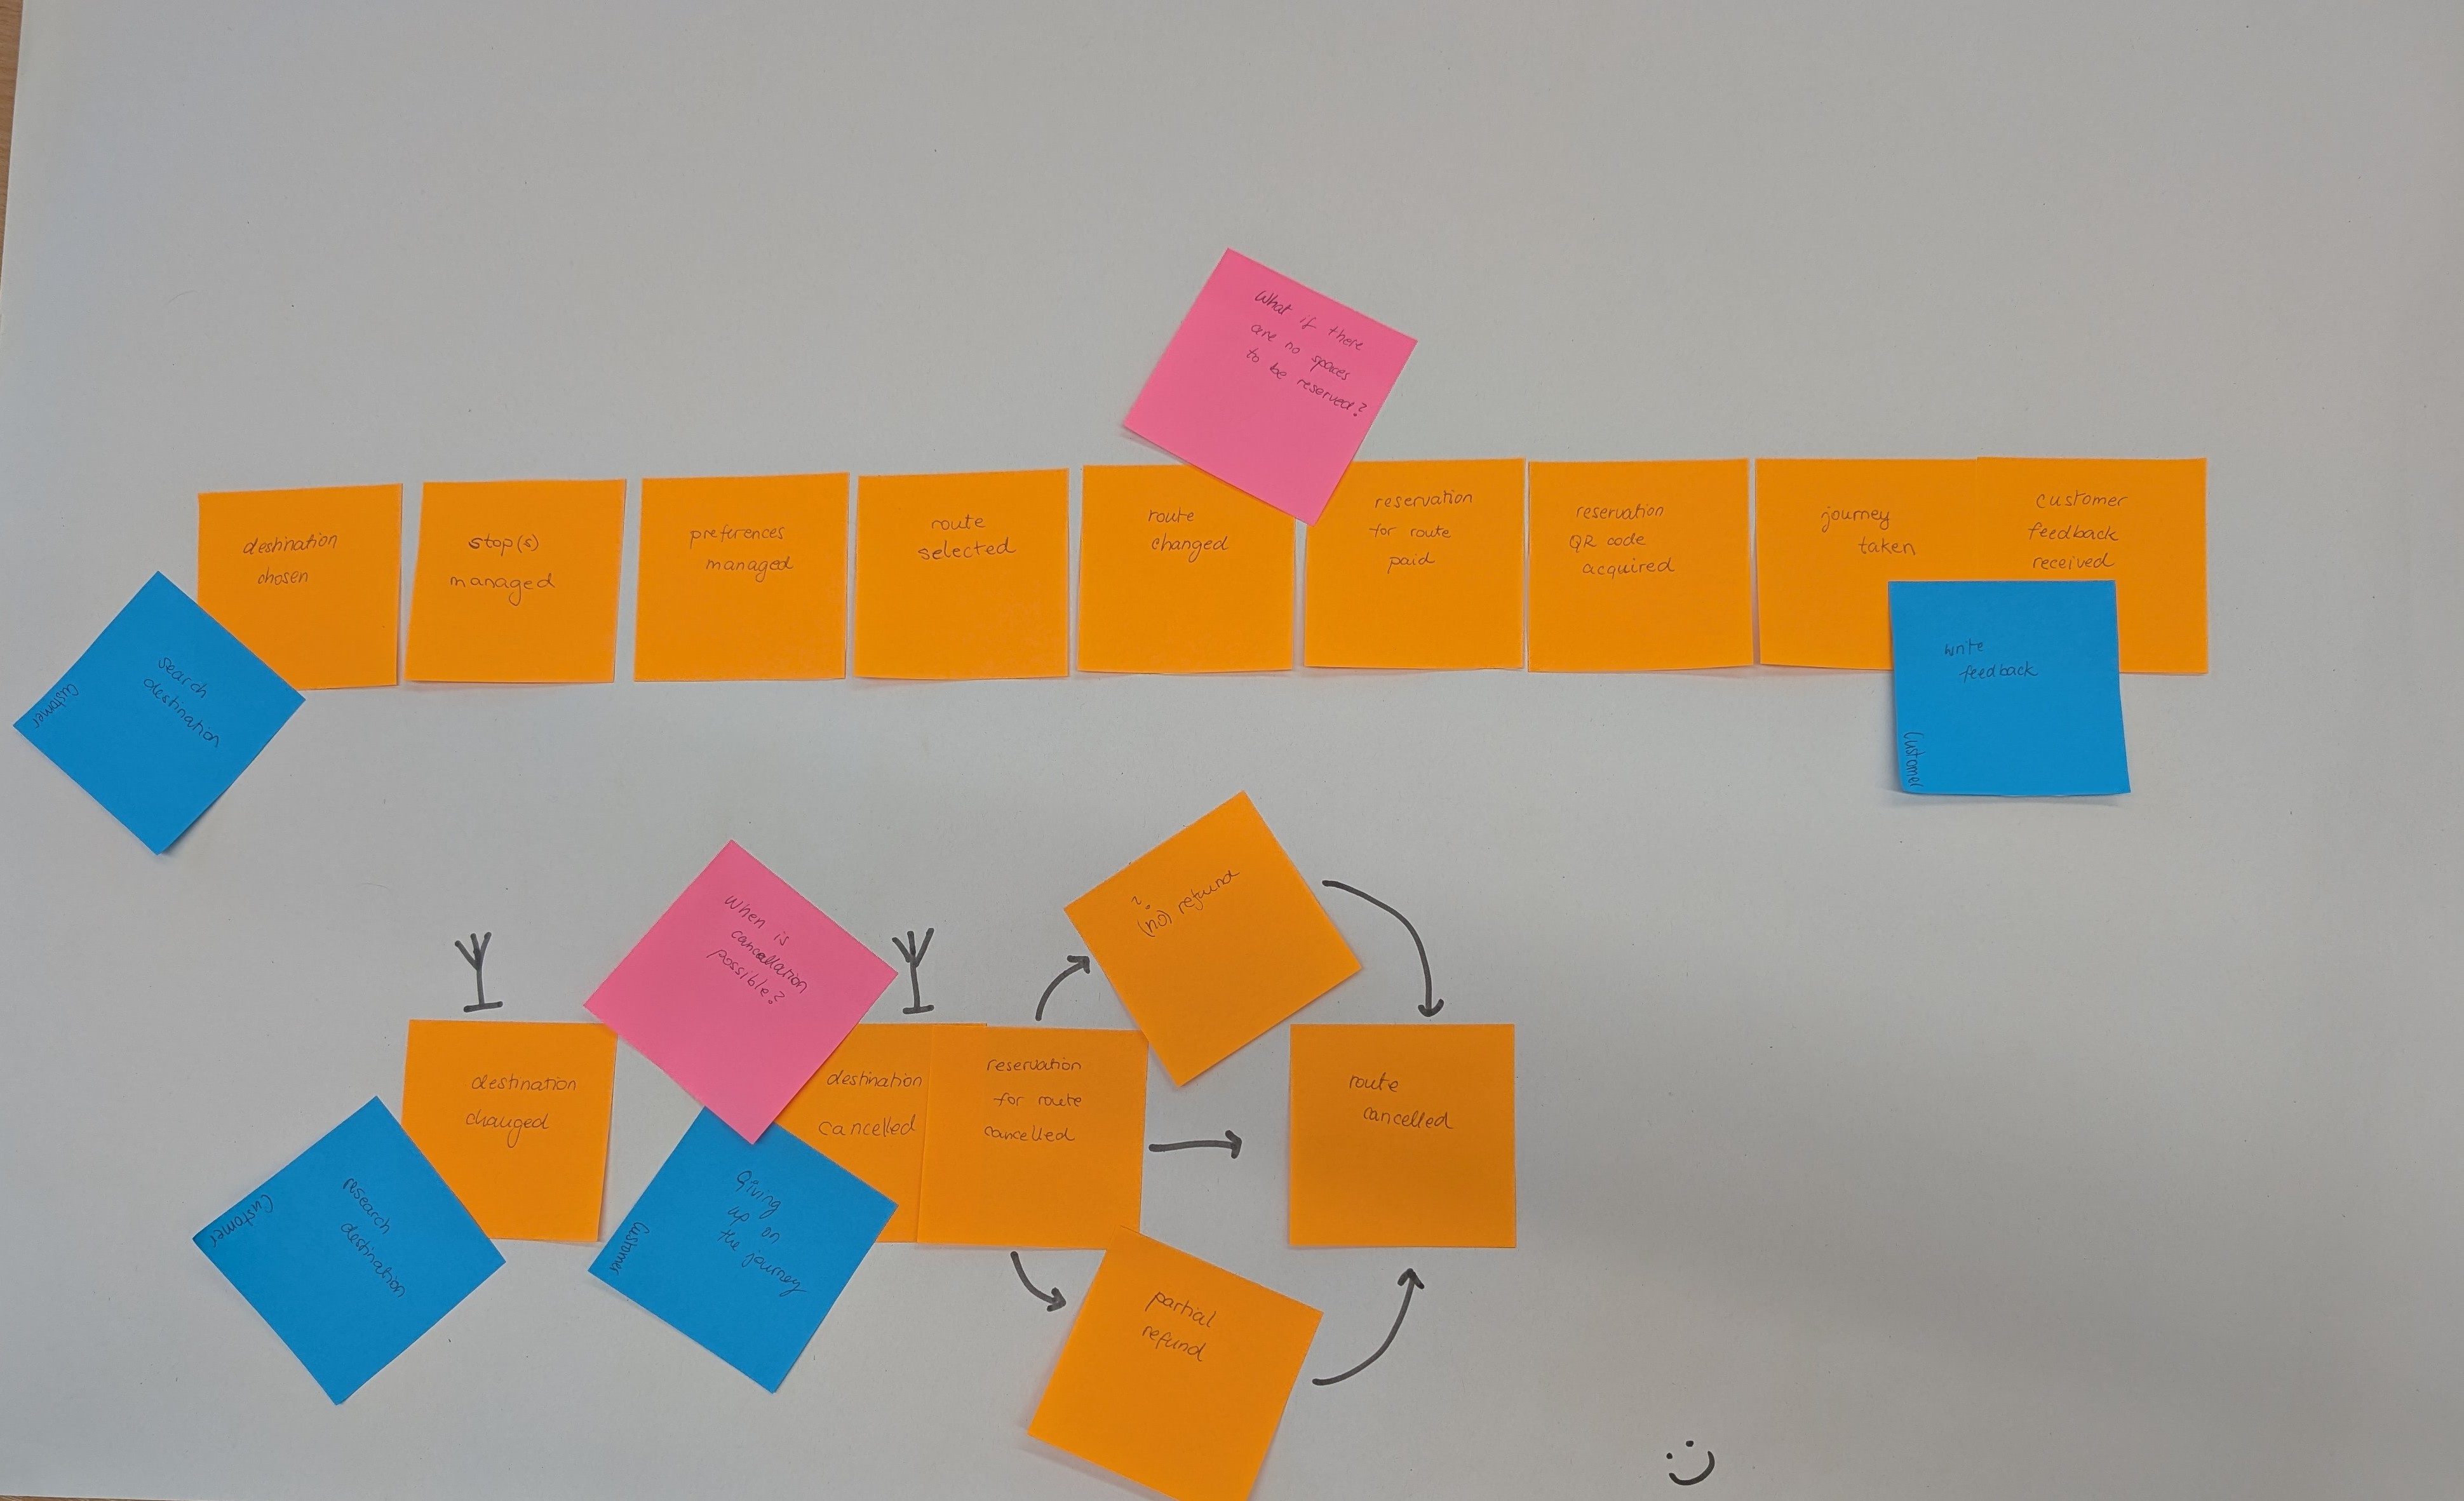 What if there
are no spaces
to be reserved?
destination
chosen
stop(s)
managed
preferences
managed
route
selected
route
changed
reservation
for route
paid
reservation
QR code
acquired
journey
taken
customer
feedback
received
search
destination
Customer
write
feedback
Customer
When is
cancellation
possible?
(no) refund
destination
changed
destination
cancelled
reservation
for route
cancelled
route
cancelled
research
destination
Customer
Giving
up on
the journey
Customer
partial
refund